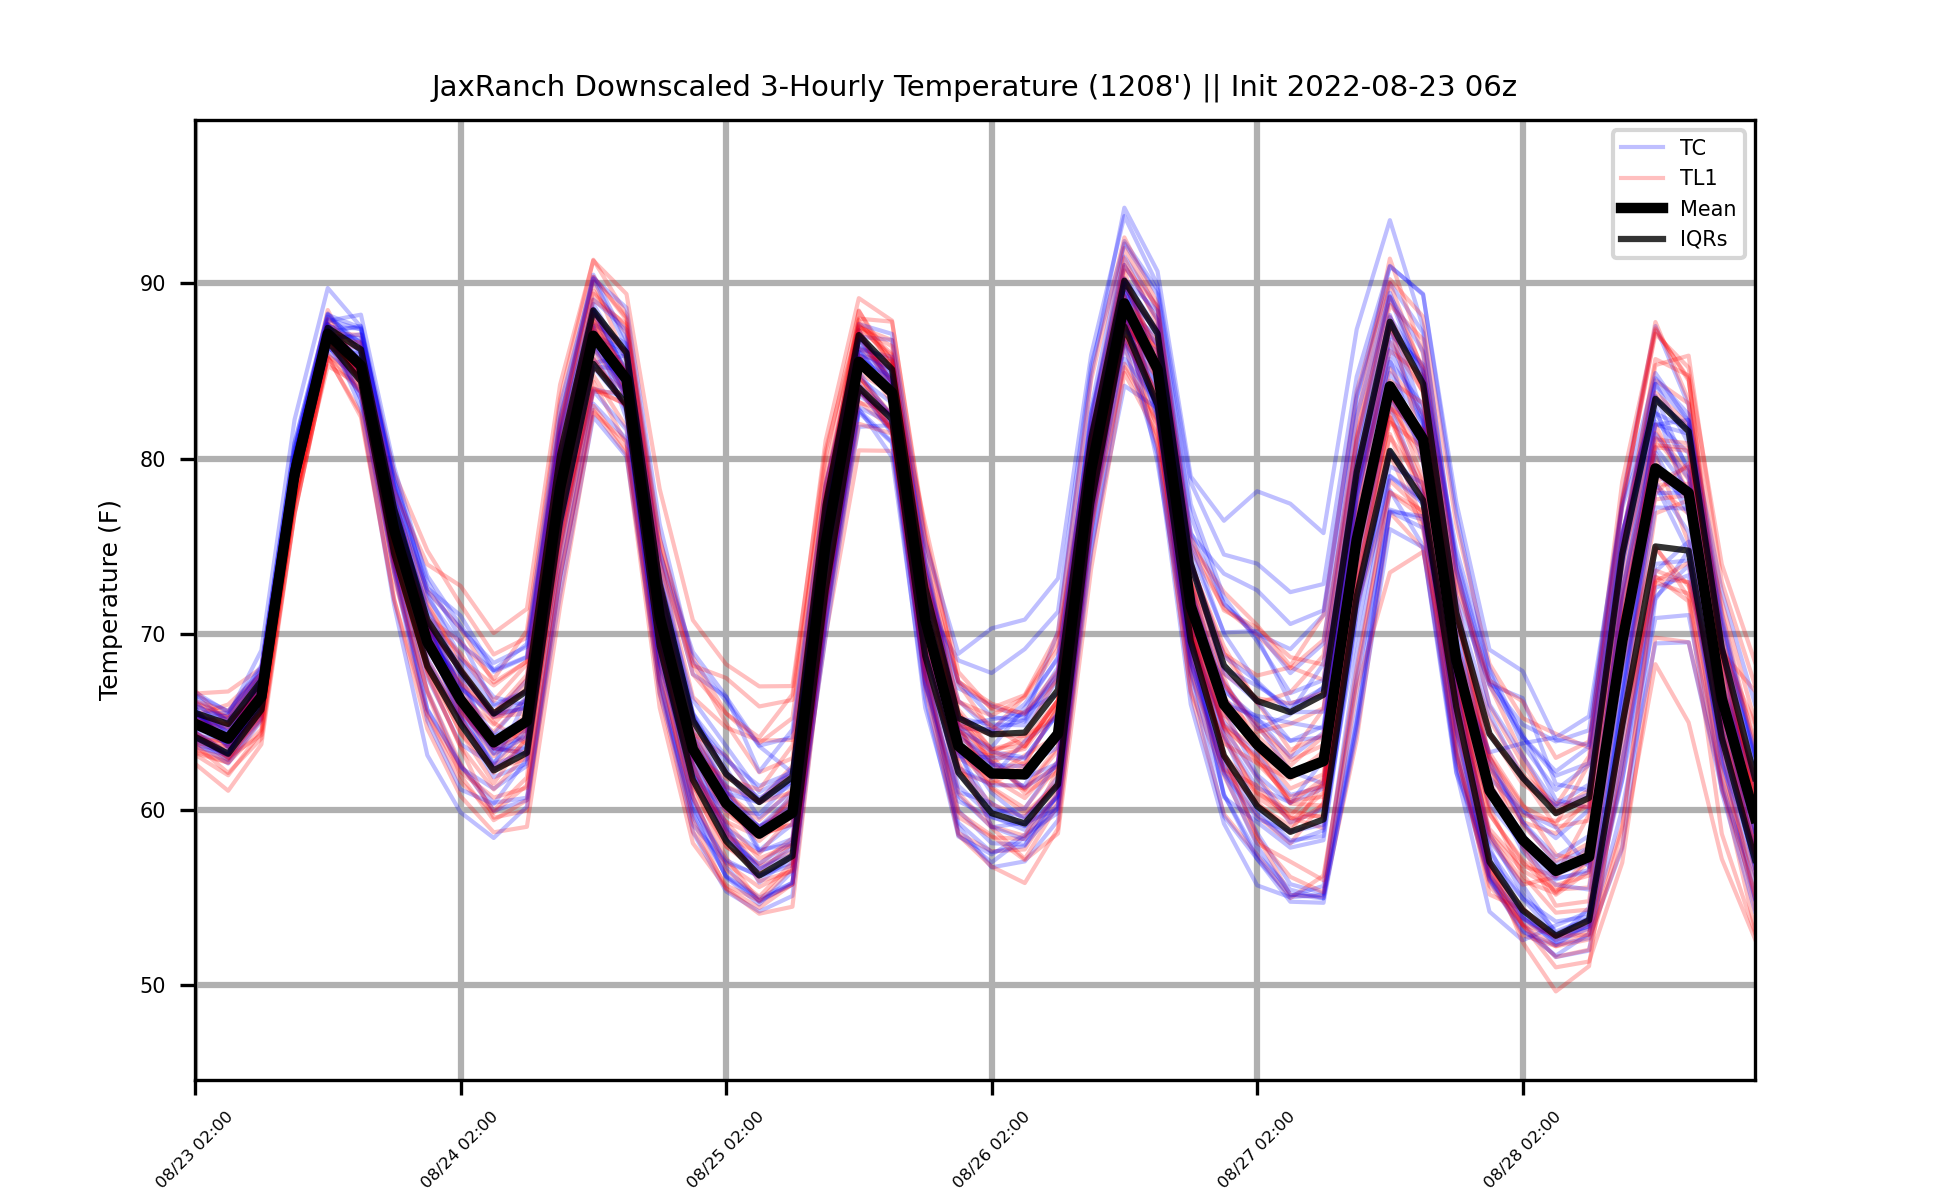 JaxRanch Downscaled 3-Hourly Temperature (1208') || Init 2022-08-23 06z
TC
TL1
Mean
IQRs
Temperature (F)
90
80
70
60
50
08/23 02:00
08/24 02:00
08/25 02:00
08/26 02:00
08/27 02:00
08/28 02:00